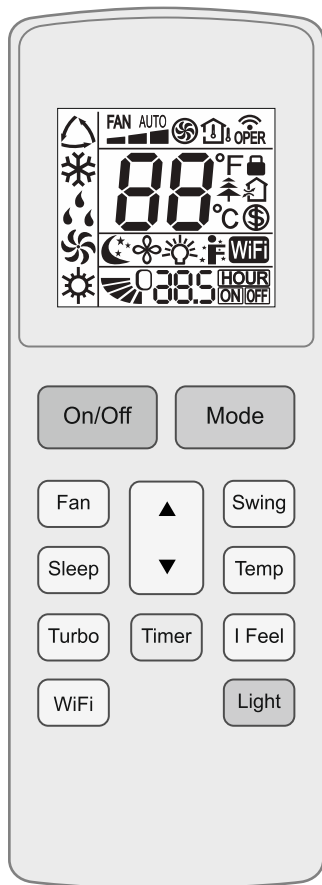 FAN AUTO
OPER
88 °F
°C $
WiFi
188.5 HOUR
ON OFF
On/Off Mode
Fan ▲ Swing
Sleep ▼ Temp
Turbo Timer I Feel
WiFi Light